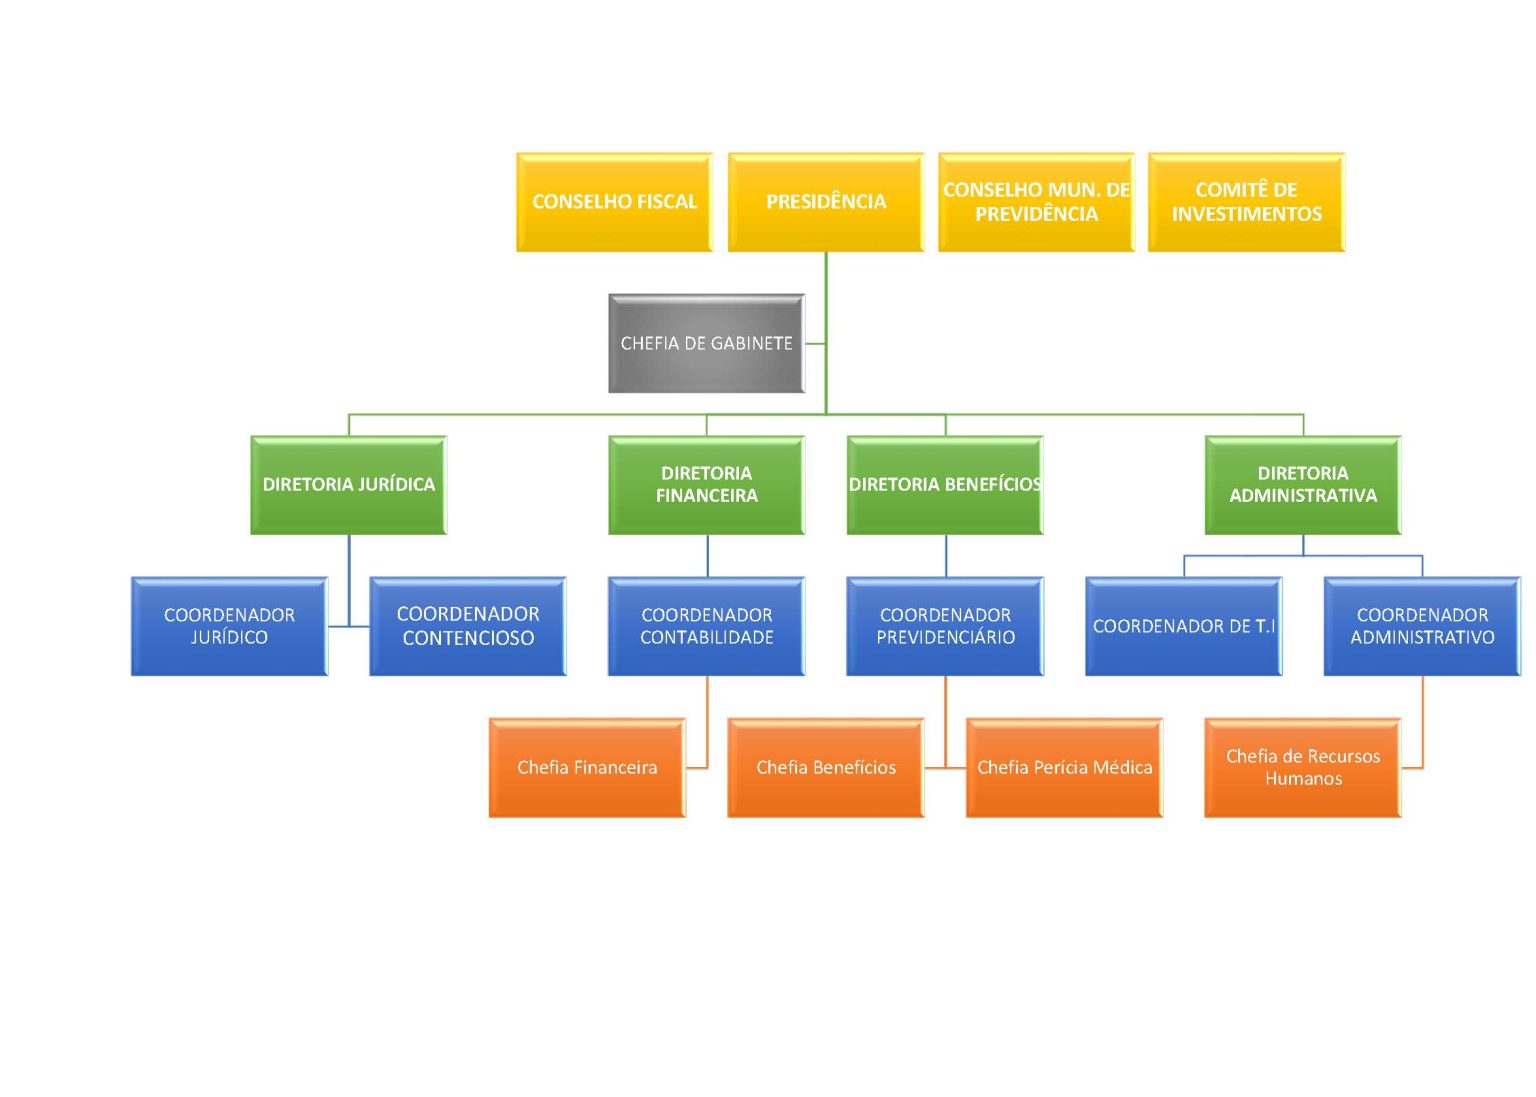 CONSELHO FISCAL
PRESIDÊNCIA
CONSELHO MUN. DE
PREVIDÊNCIA
COMITÊ DE
INVESTIMENTOS
CHEFIA DE GABINETE
DIRETORIA JURÍDICA
DIRETORIA
FINANCEIRA
DIRETORIA BENEFÍCIOS
DIRETORIA
ADMINISTRATIVA
COORDENADOR
JURÍDICO
COORDENADOR
CONTENCIOSO
COORDENADOR
CONTABILIDADE
COORDENADOR
PREVIDENCIÁRIO
COORDENADOR DE T.I
COORDENADOR
ADMINISTRATIVO
Chefia Financeira
Chefia Benefícios
Chefia Perícia Médica
Chefia de Recursos
Humanos